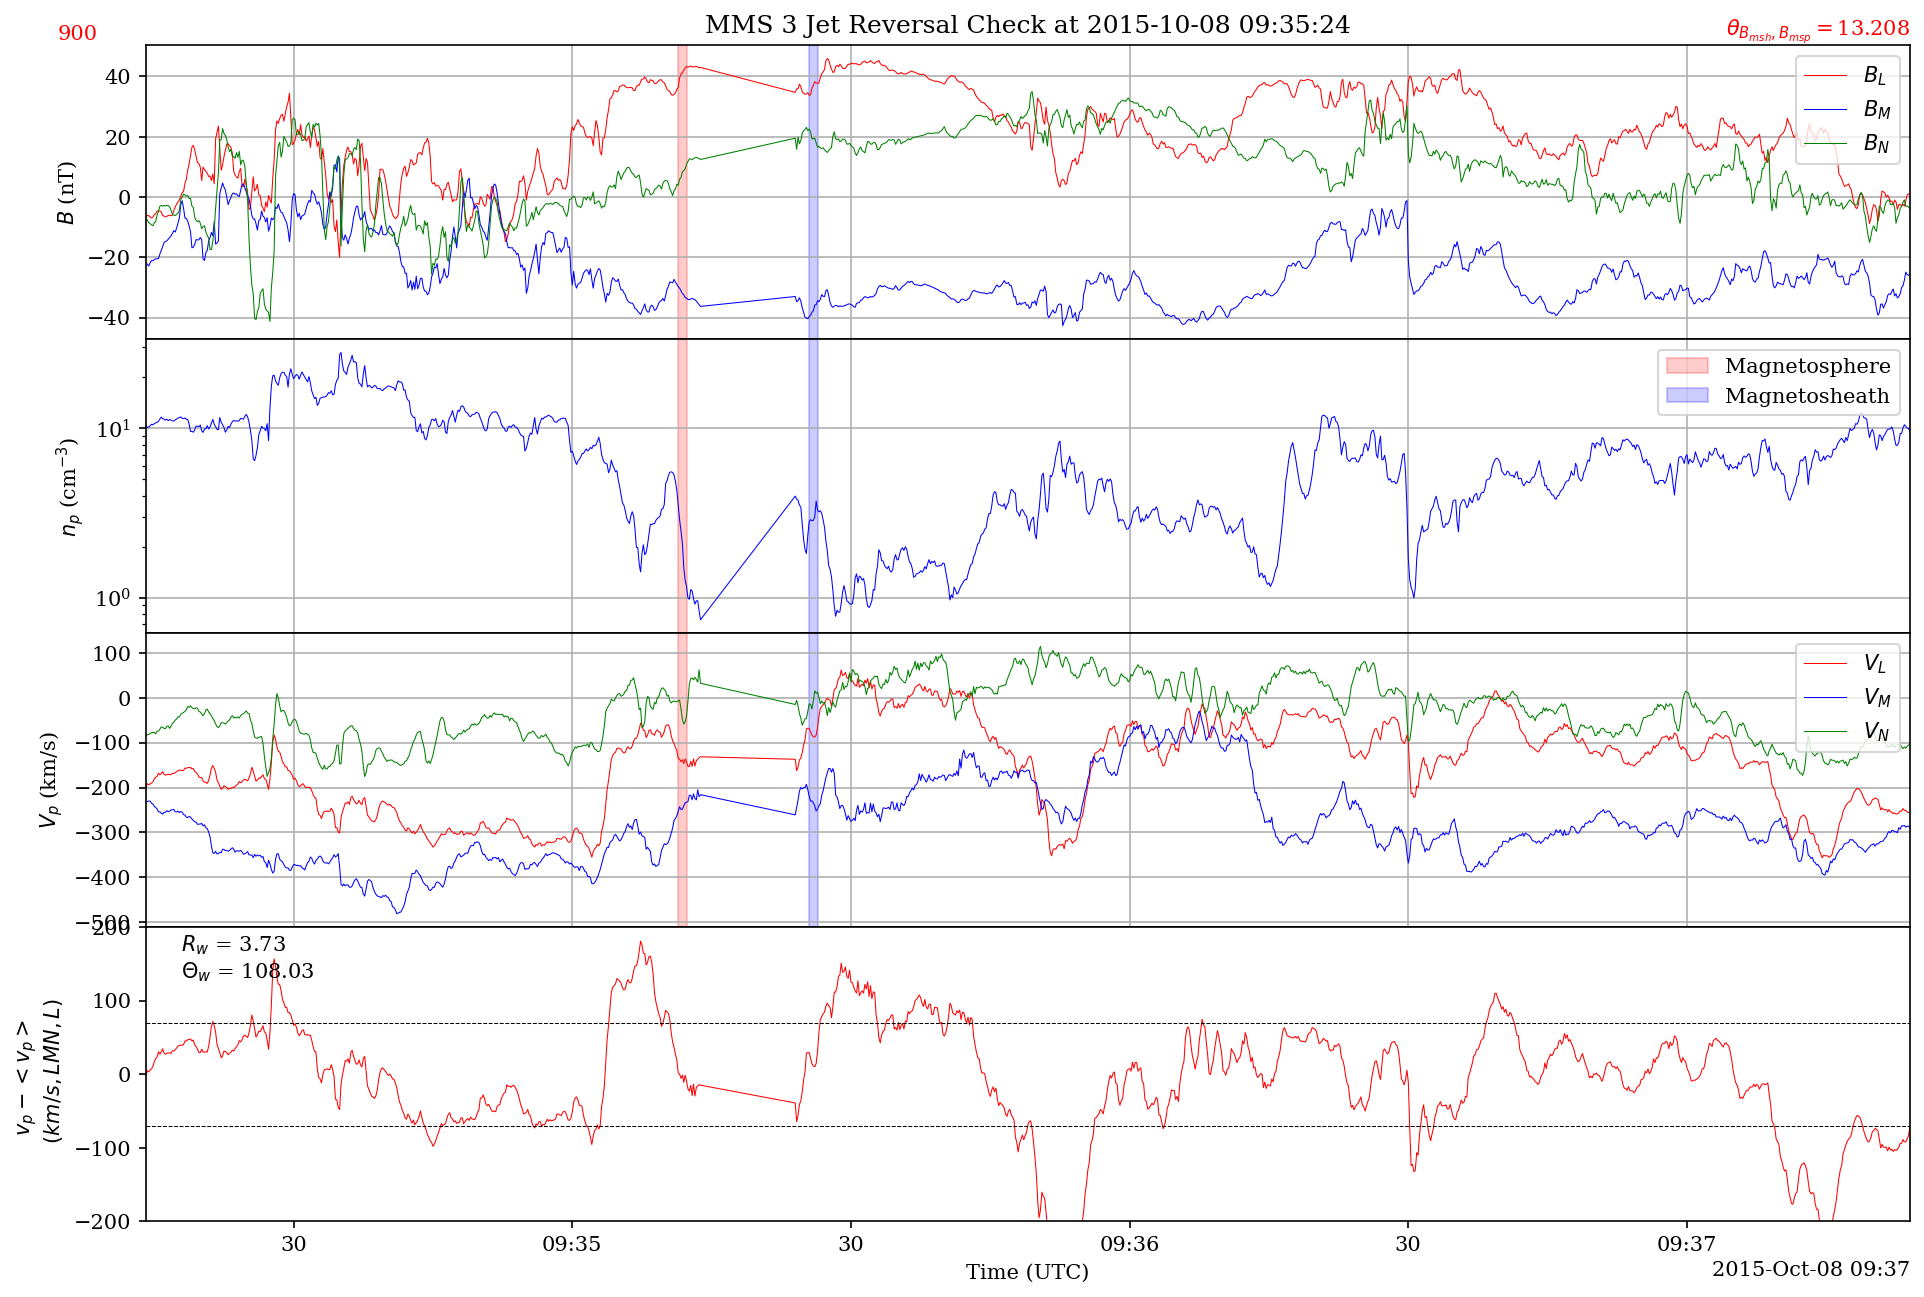 900
MMS 3 Jet Reversal Check at 2015-10-08 09:35:24
θ_{B_{msh}, B_{msp}} = 13.208
B (nT)
40
20
0
−20
−40
B_L
B_M
B_N
n_p (cm^{−3})
10^1
10^0
Magnetosphere
Magnetosheath
V_p (km/s)
100
0
−100
−200
−300
−400
−500
V_L
V_M
V_N
v_p − < v_p >
(km/s, LMN, L)
200
100
0
−100
−200
R_w = 3.73
Θ_w = 108.03
30
09:35
30
09:36
30
09:37
Time (UTC)
2015-Oct-08 09:37